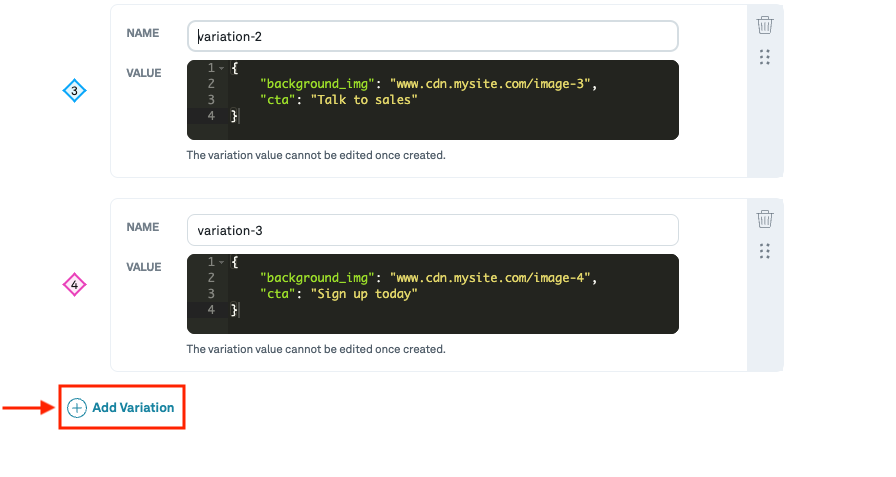 NAME
variation-2
3
VALUE
1 {
2 "background_img": "www.cdn.mysite.com/image-3",
3 "cta": "Talk to sales"
4 }
The variation value cannot be edited once created.
NAME
variation-3
4
VALUE
1 {
2 "background_img": "www.cdn.mysite.com/image-4",
3 "cta": "Sign up today"
4 }
The variation value cannot be edited once created.
Add Variation